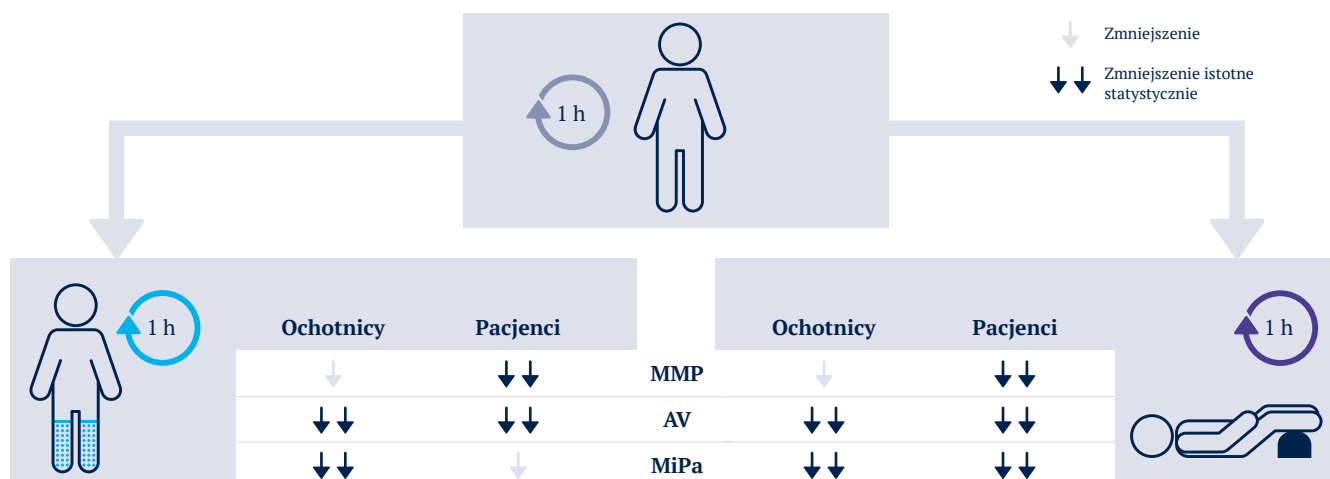 Zmniejszenie
Zmniejszenie istotne
statystycznie
1 h
1 h
Ochotnicy Pacjenci
Ochotnicy Pacjenci
1 h
MMP
AV
MiPa